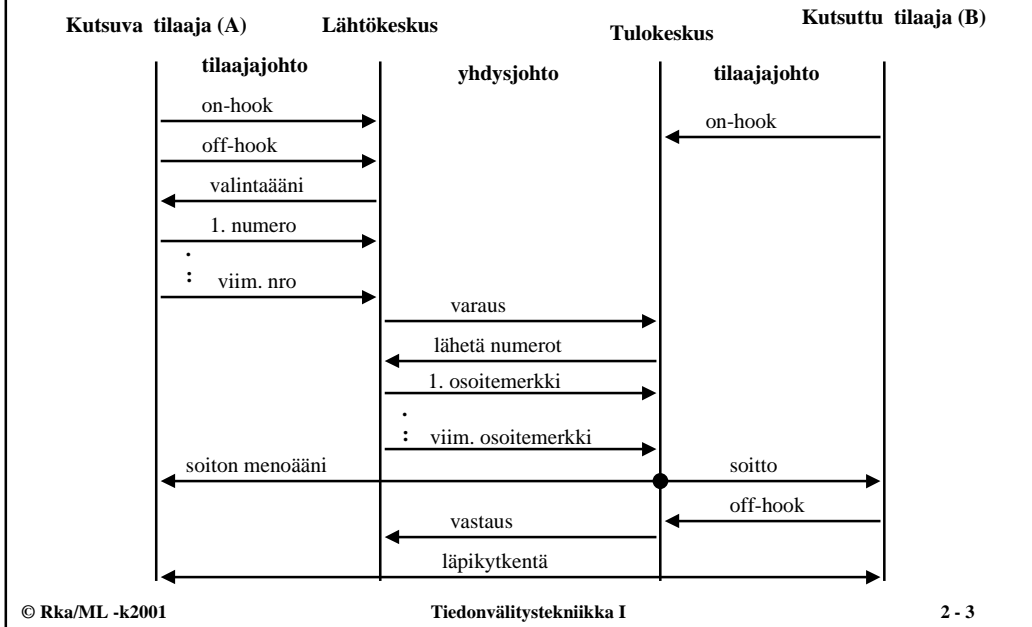 Kutsuva tilaaja (A)
Lähtökeskus
Tulokeskus
Kutsuttu tilaaja (B)
tilaajajohto
yhdysjohto
tilaajajohto
on-hook
on-hook
off-hook
valintaääni
1. numero
.
: viim. nro
varaus
lähetä numerot
1. osoitemerkki
.
: viim. osoitemerkki
soiton menoääni
soitto
off-hook
vastaus
läpikytkentä
© Rka/ML -k2001
Tiedonvälitystekniikka I
2 - 3